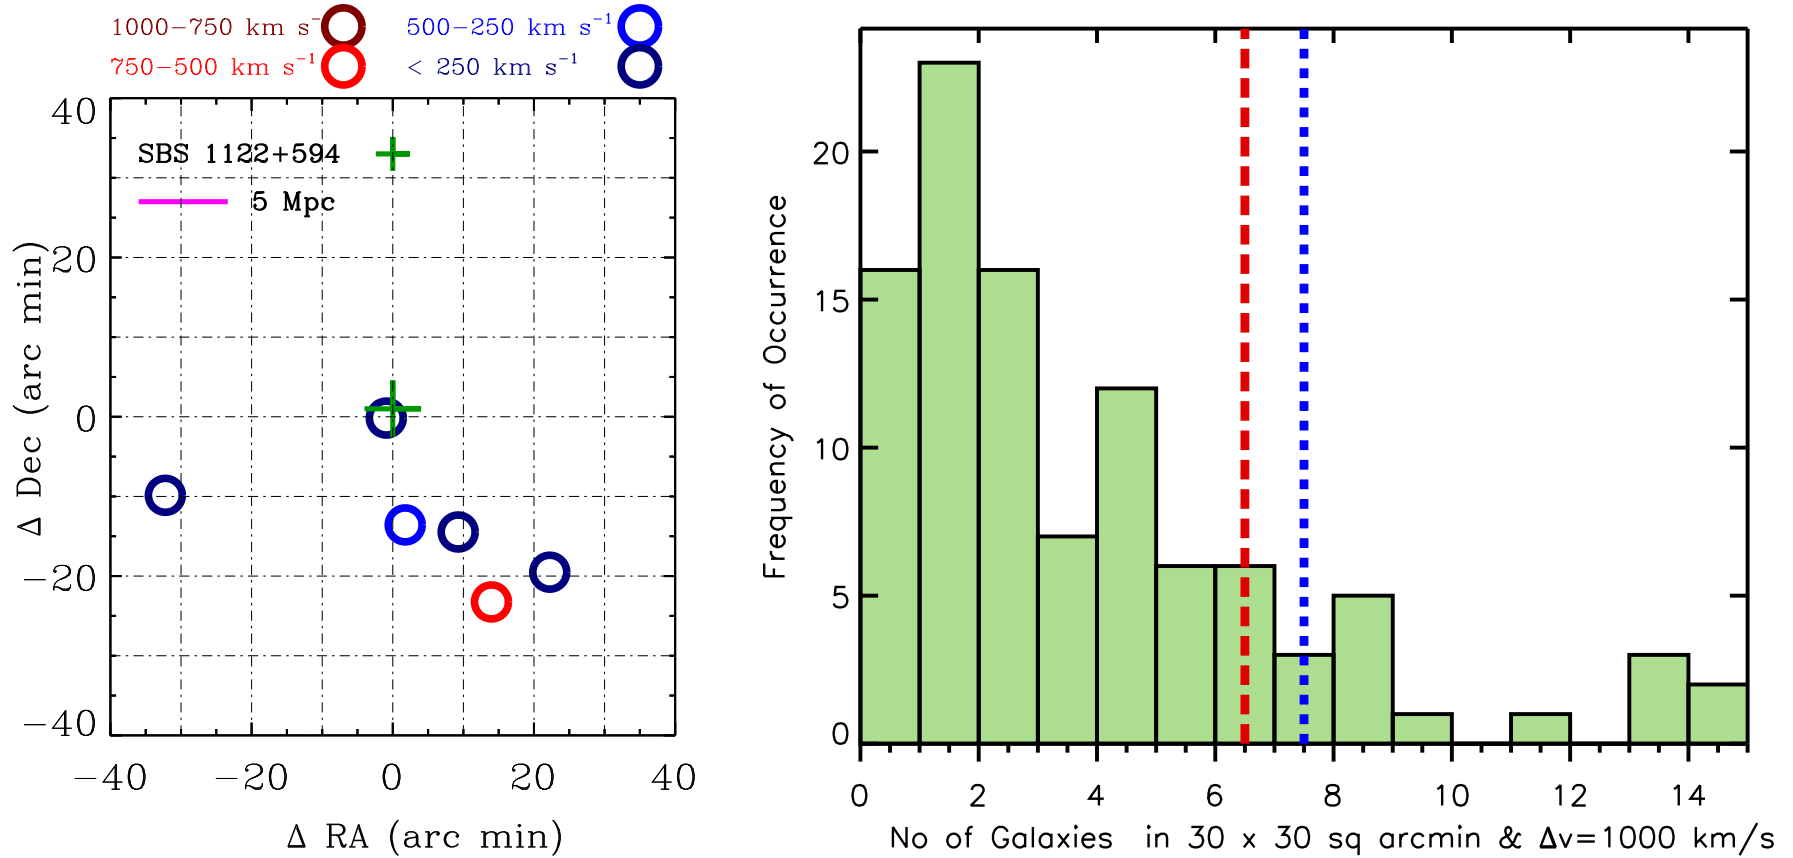 1000−750 km s⁻
500−250 km s⁻¹
750−500 km s⁻¹
< 250 km s⁻¹
SBS 1122+594
5 Mpc
40
20
0
−20
−40
Δ Dec (arc min)
−40 −20 0 20 40
Δ RA (arc min)
20
15
10
5
0
Frequency of Occurrence
0 2 4 6 8 10 12 14
No of Galaxies in 30 x 30 sq arcmin & Δv=1000 km/s